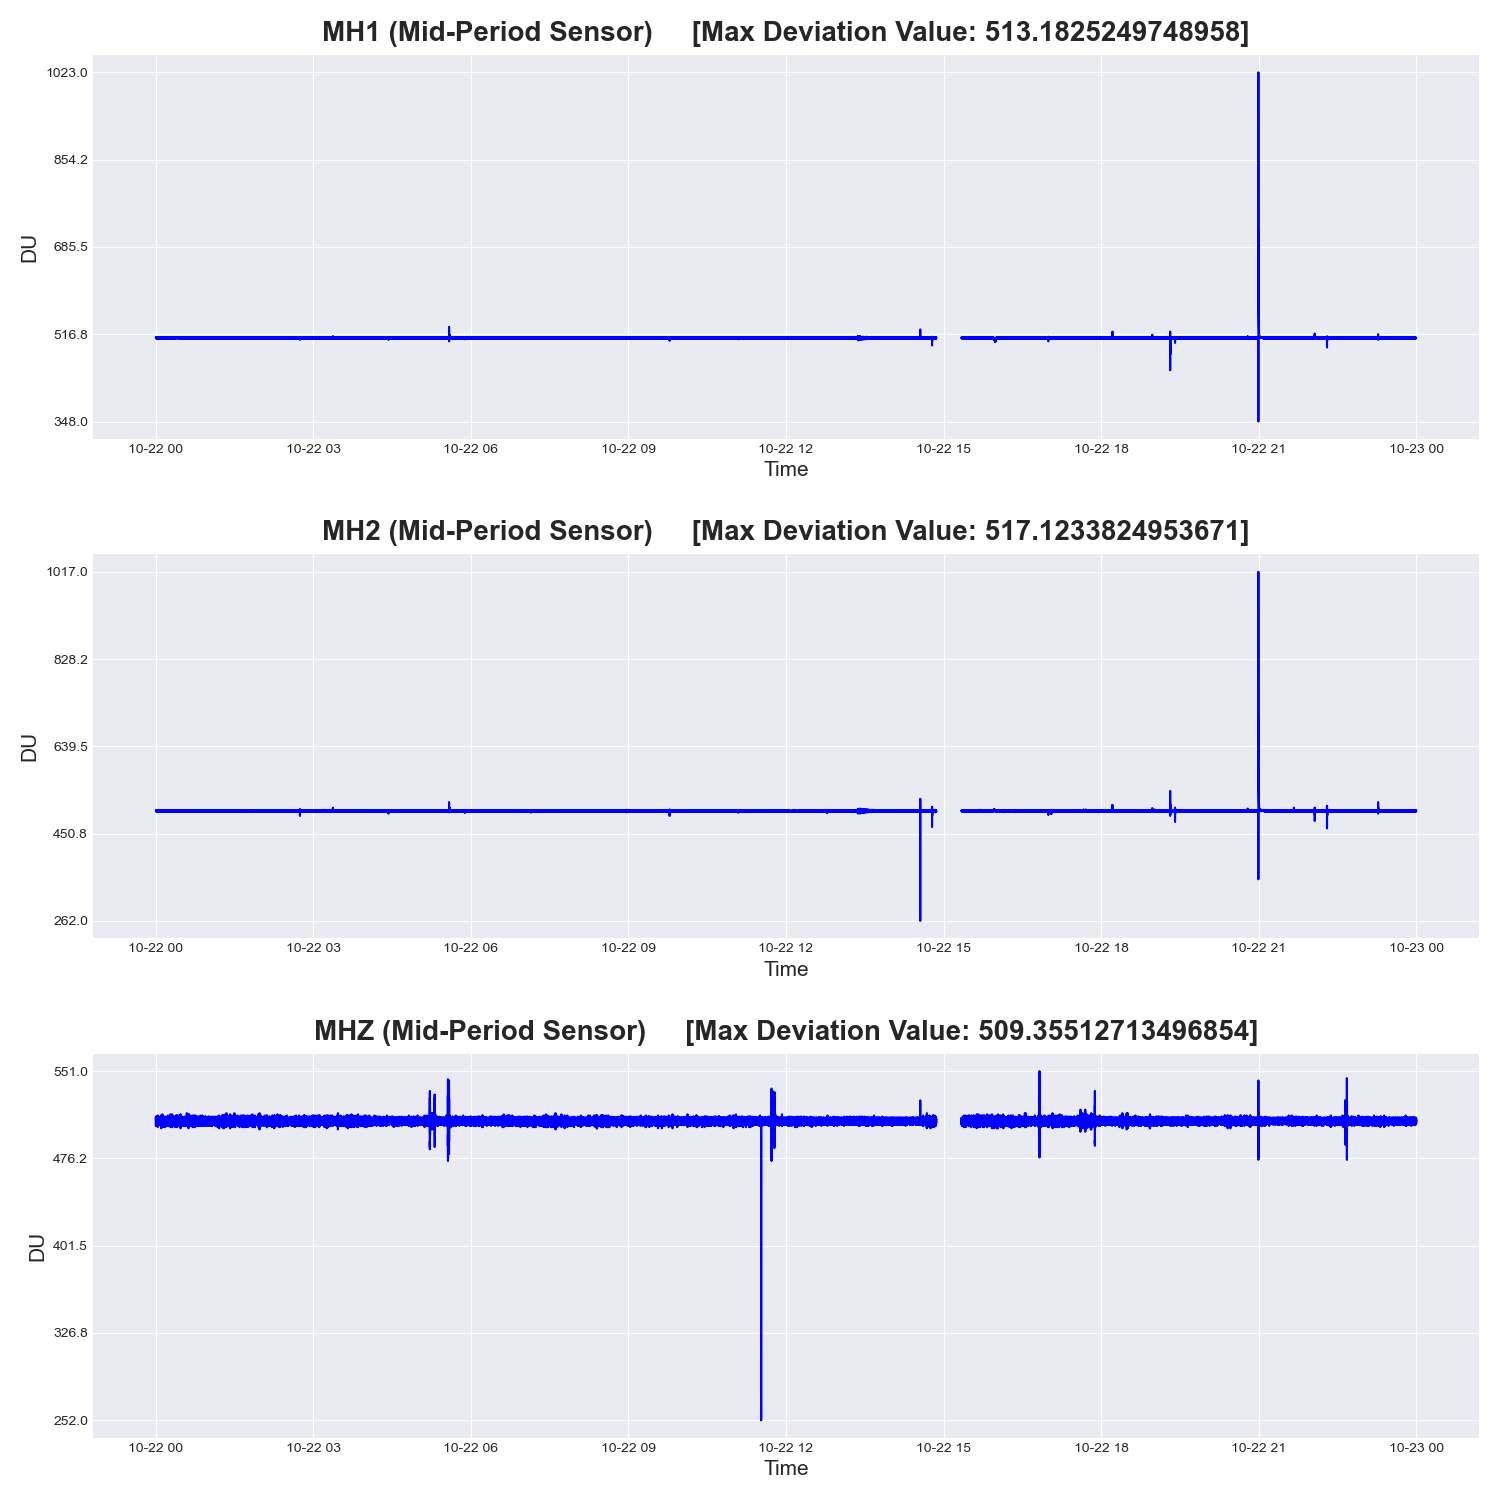 MH1 (Mid-Period Sensor) [Max Deviation Value: 513.1825249748958]
1023.0
854.2
685.5
516.8
348.0
DU
10-22 00 10-22 03 10-22 06 10-22 09 10-22 12 10-22 15 10-22 18 10-22 21 10-23 00
Time
MH2 (Mid-Period Sensor) [Max Deviation Value: 517.1233824953671]
1017.0
828.2
639.5
450.8
262.0
DU
10-22 00 10-22 03 10-22 06 10-22 09 10-22 12 10-22 15 10-22 18 10-22 21 10-23 00
Time
MHZ (Mid-Period Sensor) [Max Deviation Value: 509.35512713496854]
551.0
476.2
401.5
326.8
252.0
DU
10-22 00 10-22 03 10-22 06 10-22 09 10-22 12 10-22 15 10-22 18 10-22 21 10-23 00
Time